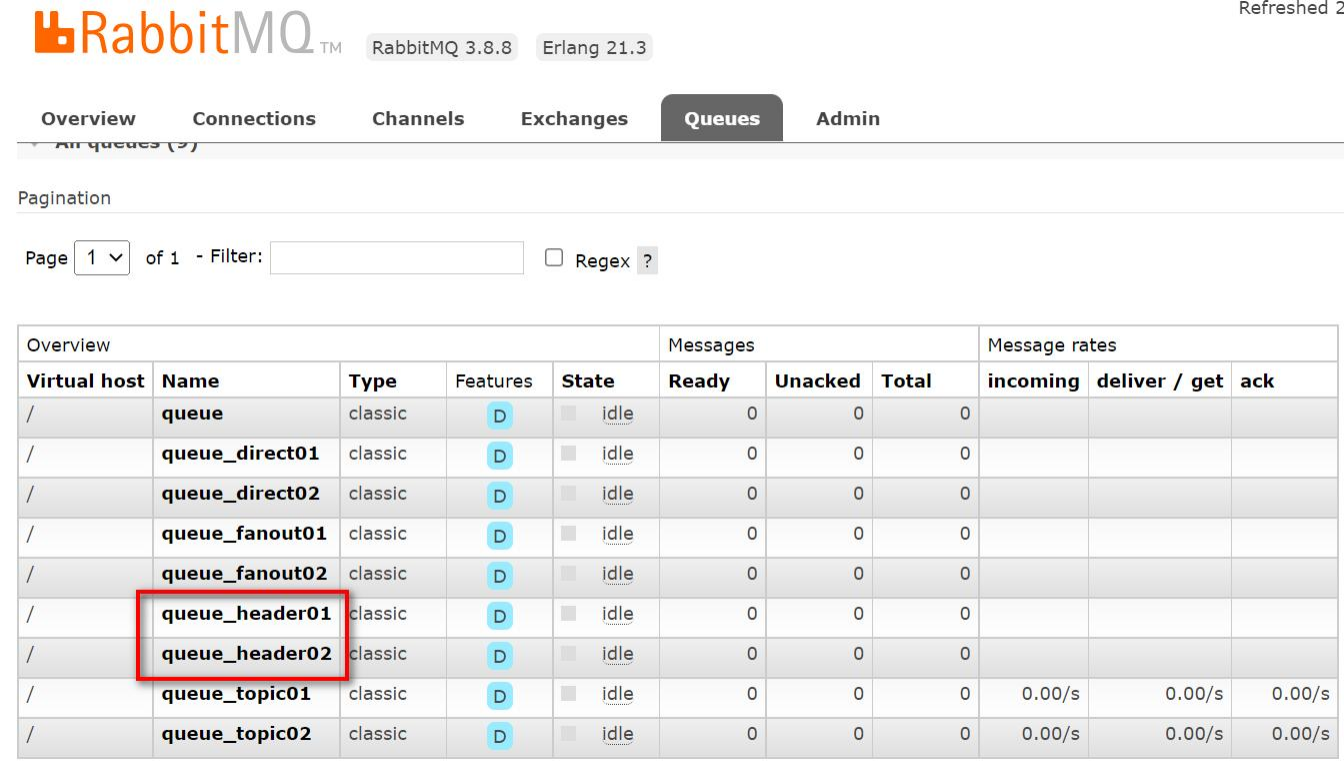 Refreshed 2
RabbitMQ TM RabbitMQ 3.8.8 Erlang 21.3
Overview Connections Channels Exchanges Queues Admin
All queues (9)
Pagination
Page 1 of 1 - Filter: Regex ?
Overview Messages Message rates
Virtual host Name Type Features State Ready Unacked Total incoming deliver / get ack
/ queue classic D idle 0 0 0
/ queue_direct01 classic D idle 0 0 0
/ queue_direct02 classic D idle 0 0 0
/ queue_fanout01 classic D idle 0 0 0
/ queue_fanout02 classic D idle 0 0 0
/ queue_header01 classic D idle 0 0 0
/ queue_header02 classic D idle 0 0 0
/ queue_topic01 classic D idle 0 0 0 0.00/s 0.00/s 0.00/s
/ queue_topic02 classic D idle 0 0 0 0.00/s 0.00/s 0.00/s